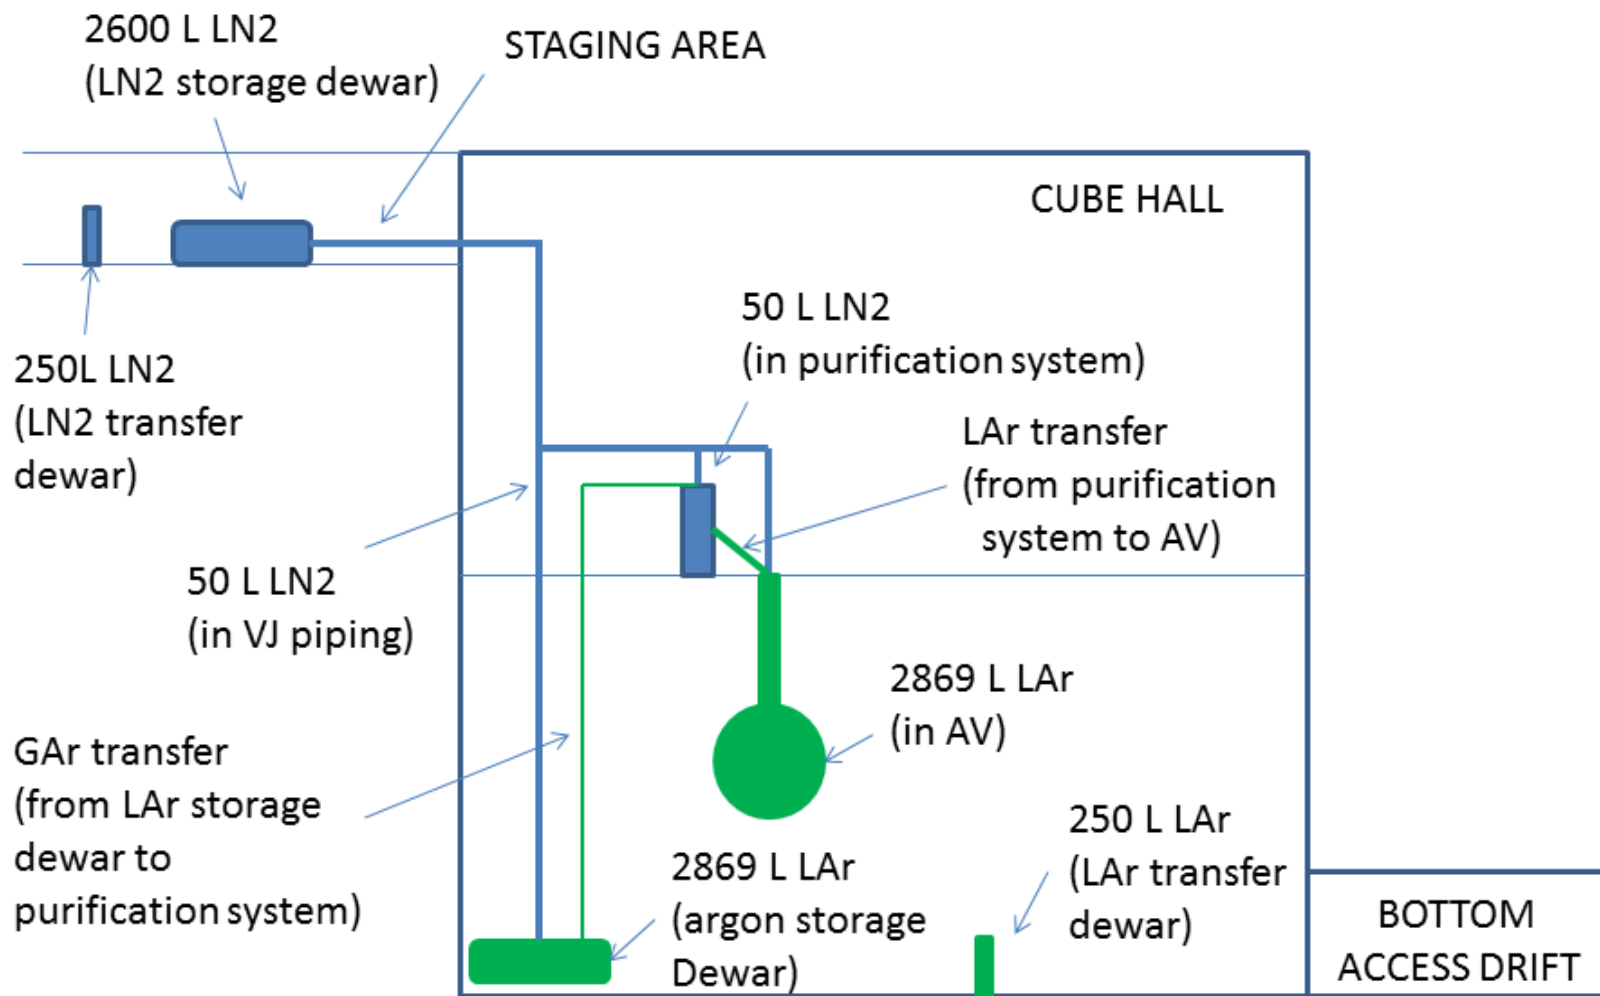 2600 L LN2
(LN2 storage dewar)
STAGING AREA
CUBE HALL
50 L LN2
(in purification system)
250L LN2
(LN2 transfer
dewar)
LAr transfer
(from purification
system to AV)
50 L LN2
(in VJ piping)
2869 L LAr
(in AV)
GAr transfer
(from LAr storage
dewar to
purification system)
250 L LAr
(LAr transfer
dewar)
2869 L LAr
(argon storage
Dewar)
BOTTOM
ACCESS DRIFT